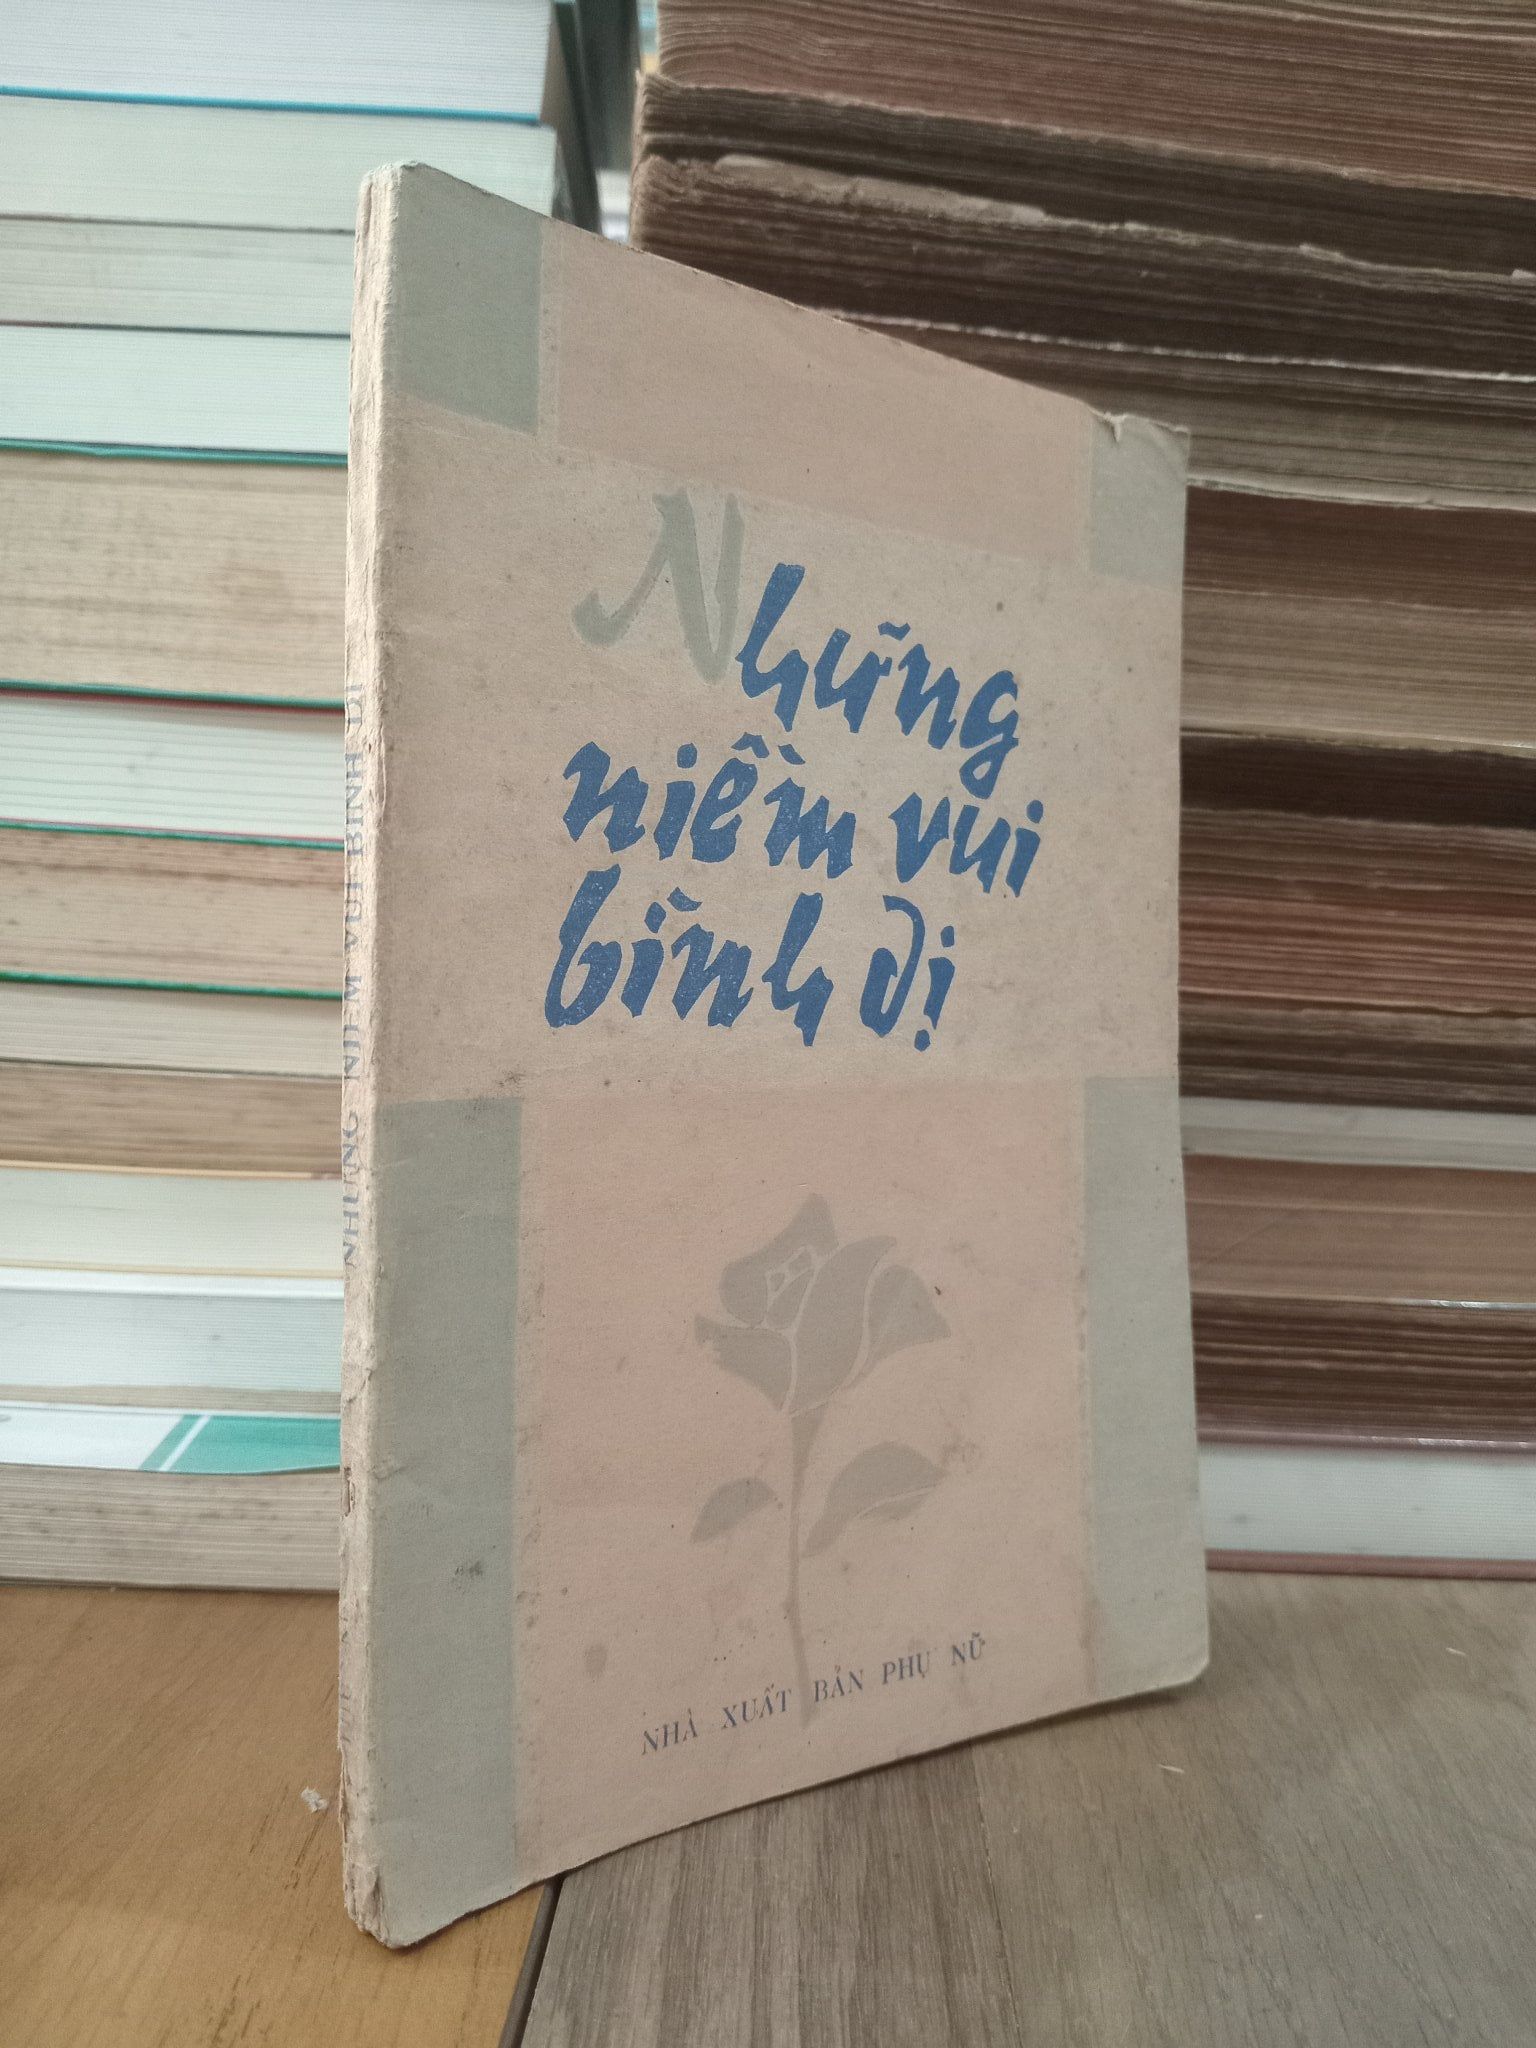 Những
niềm vui
bình dị
NHÀ XUẤT BẢN PHỤ NỮ
NHỮNG NIỀM VUI BÌNH DỊ